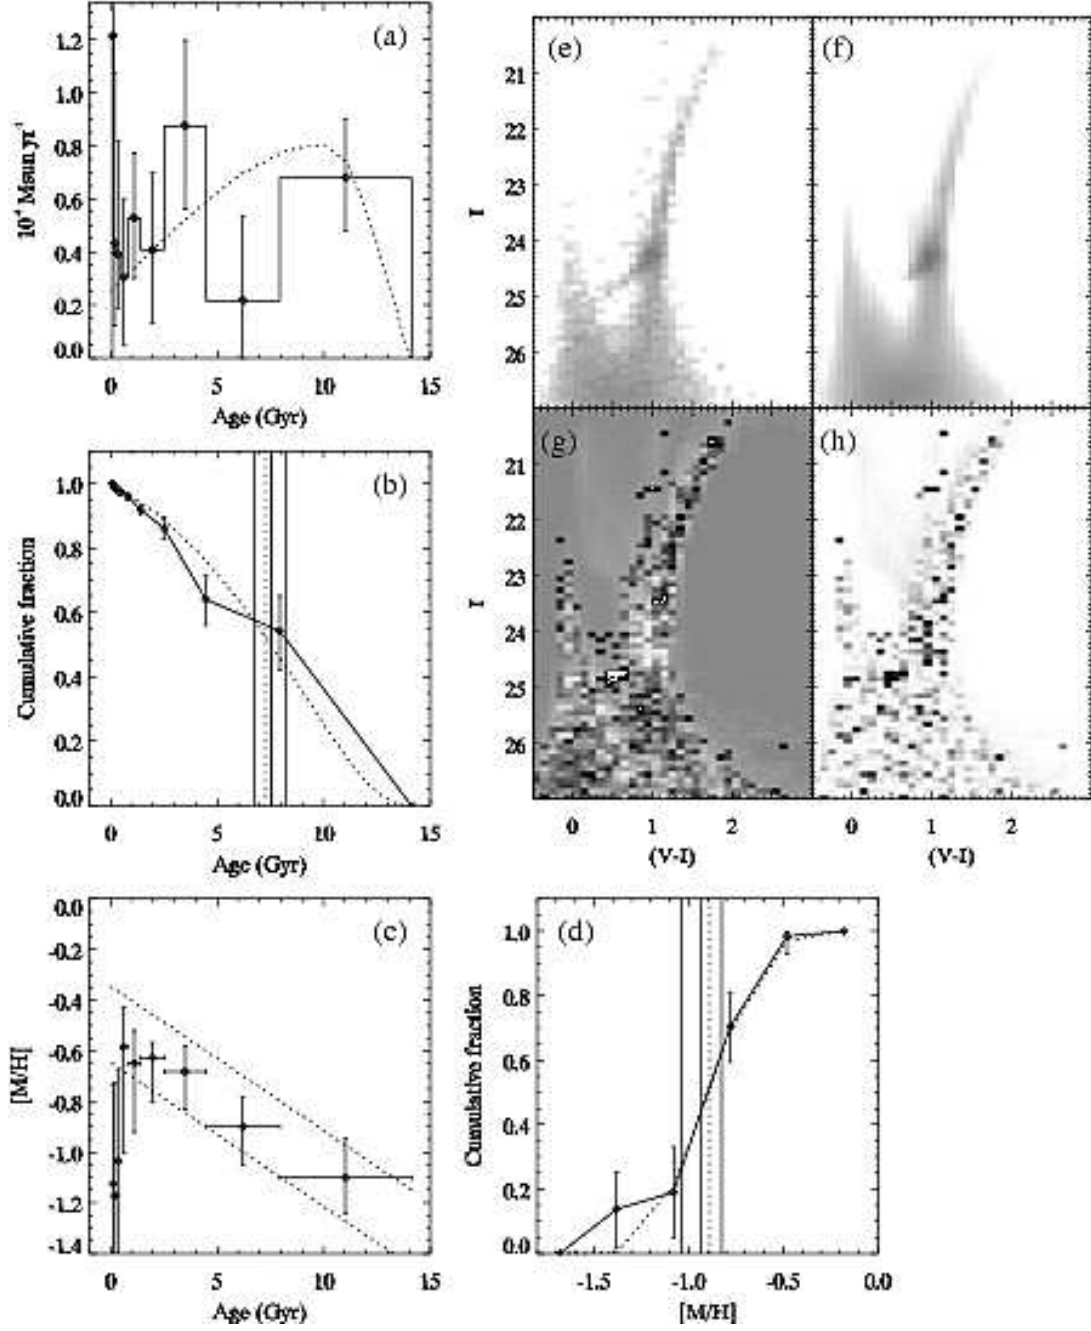 (a)
1.2
1.0
0.8
0.6
0.4
0.2
0.0
10⁻⁴ Msun yr⁻¹
0 5 10 15
Age (Gyr)
(b)
1.0
0.8
0.6
0.4
0.2
0.0
Cumulative fraction
0 5 10 15
Age (Gyr)
(c)
0.0
-0.2
-0.4
-0.6
-0.8
-1.0
-1.2
-1.4
[M/H]
0 5 10 15
Age (Gyr)
(e) (f)
21
22
23
24
25
26
I
(g) (h)
21
22
23
24
25
26
I
0 1 2 0 1 2
(V-I) (V-I)
(d)
1.0
0.8
0.6
0.4
0.2
0.0
Cumulative fraction
-1.5 -1.0 -0.5 0.0
[M/H]